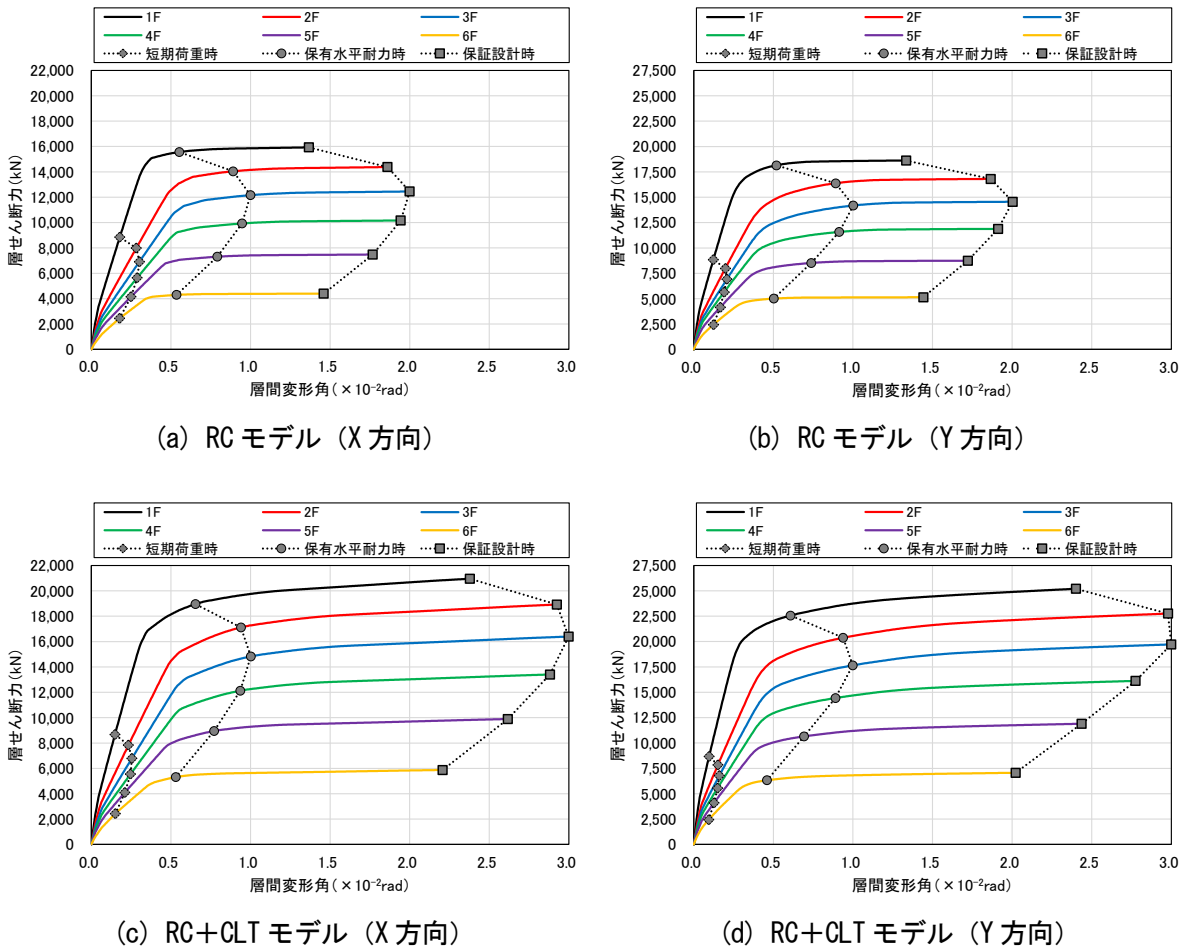 1F 2F 3F
4F 5F 6F
短期荷重時 保有水平耐力時 保証設計時
22,000
20,000
18,000
16,000
14,000
12,000
10,000
8,000
6,000
4,000
2,000
0
層せん断力(kN)
0.0 0.5 1.0 1.5 2.0 2.5 3.0
層間変形角(×10⁻²rad)
(a) RC モデル（X 方向）
1F 2F 3F
4F 5F 6F
短期荷重時 保有水平耐力時 保証設計時
27,500
25,000
22,500
20,000
17,500
15,000
12,500
10,000
7,500
5,000
2,500
0
層せん断力(kN)
0.0 0.5 1.0 1.5 2.0 2.5 3.0
層間変形角(×10⁻²rad)
(b) RC モデル（Y 方向）
1F 2F 3F
4F 5F 6F
短期荷重時 保有水平耐力時 保証設計時
22,000
20,000
18,000
16,000
14,000
12,000
10,000
8,000
6,000
4,000
2,000
0
層せん断力(kN)
0.0 0.5 1.0 1.5 2.0 2.5 3.0
層間変形角(×10⁻²rad)
(c) RC＋CLT モデル（X 方向）
1F 2F 3F
4F 5F 6F
短期荷重時 保有水平耐力時 保証設計時
27,500
25,000
22,500
20,000
17,500
15,000
12,500
10,000
7,500
5,000
2,500
0
層せん断力(kN)
0.0 0.5 1.0 1.5 2.0 2.5 3.0
層間変形角(×10⁻²rad)
(d) RC＋CLT モデル（Y 方向）